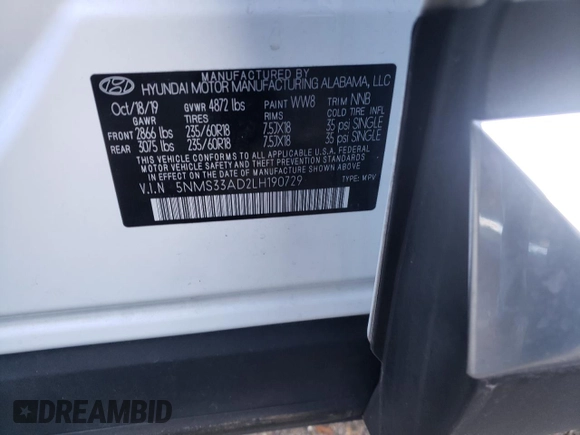 MANUFACTURED BY
HYUNDAI MOTOR MANUFACTURING ALABAMA, LLC
Oct/18/19 GVWR 4872 lbs PAINT WW8 TRIM NNB
GAWR TIRES RIMS COLD TIRE INFL
FRONT 2866 lbs 235/60R18 7.5JX18 35 psi SINGLE
REAR 3075 lbs 235/60R18 7.5JX18 35 psi SINGLE
THIS VEHICLE CONFORMS TO ALL APPLICABLE U.S.A. FEDERAL
MOTOR VEHICLE SAFETY AND THEFT PREVENTION STANDARDS
IN EFFECT ON THE DATE OF MANUFACTURE SHOWN ABOVE.
V.I.N 5NMS33AD2LH190729 TYPE: MPV
DREAMBID